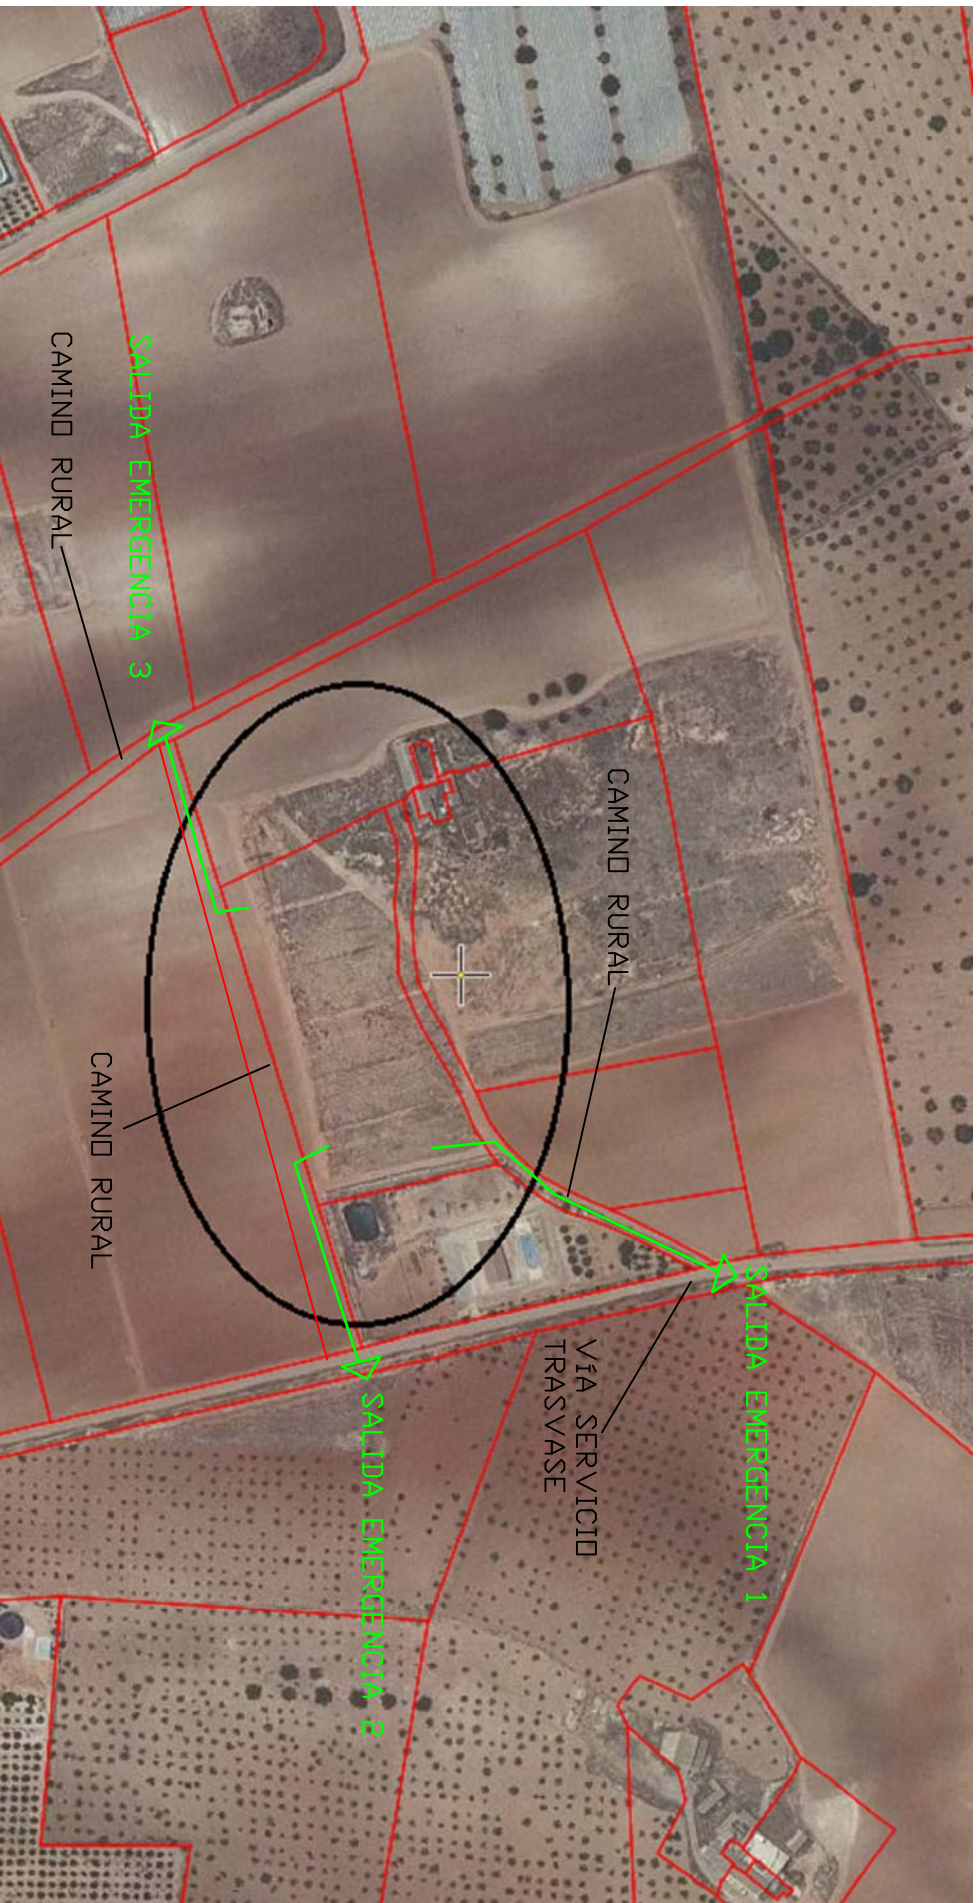 SALIDA EMERGENCIA 1
CAMINO RURAL
VÍA SERVICIO
TRASVASE
SALIDA EMERGENCIA 2
SALIDA EMERGENCIA 3
CAMINO RURAL
CAMINO RURAL